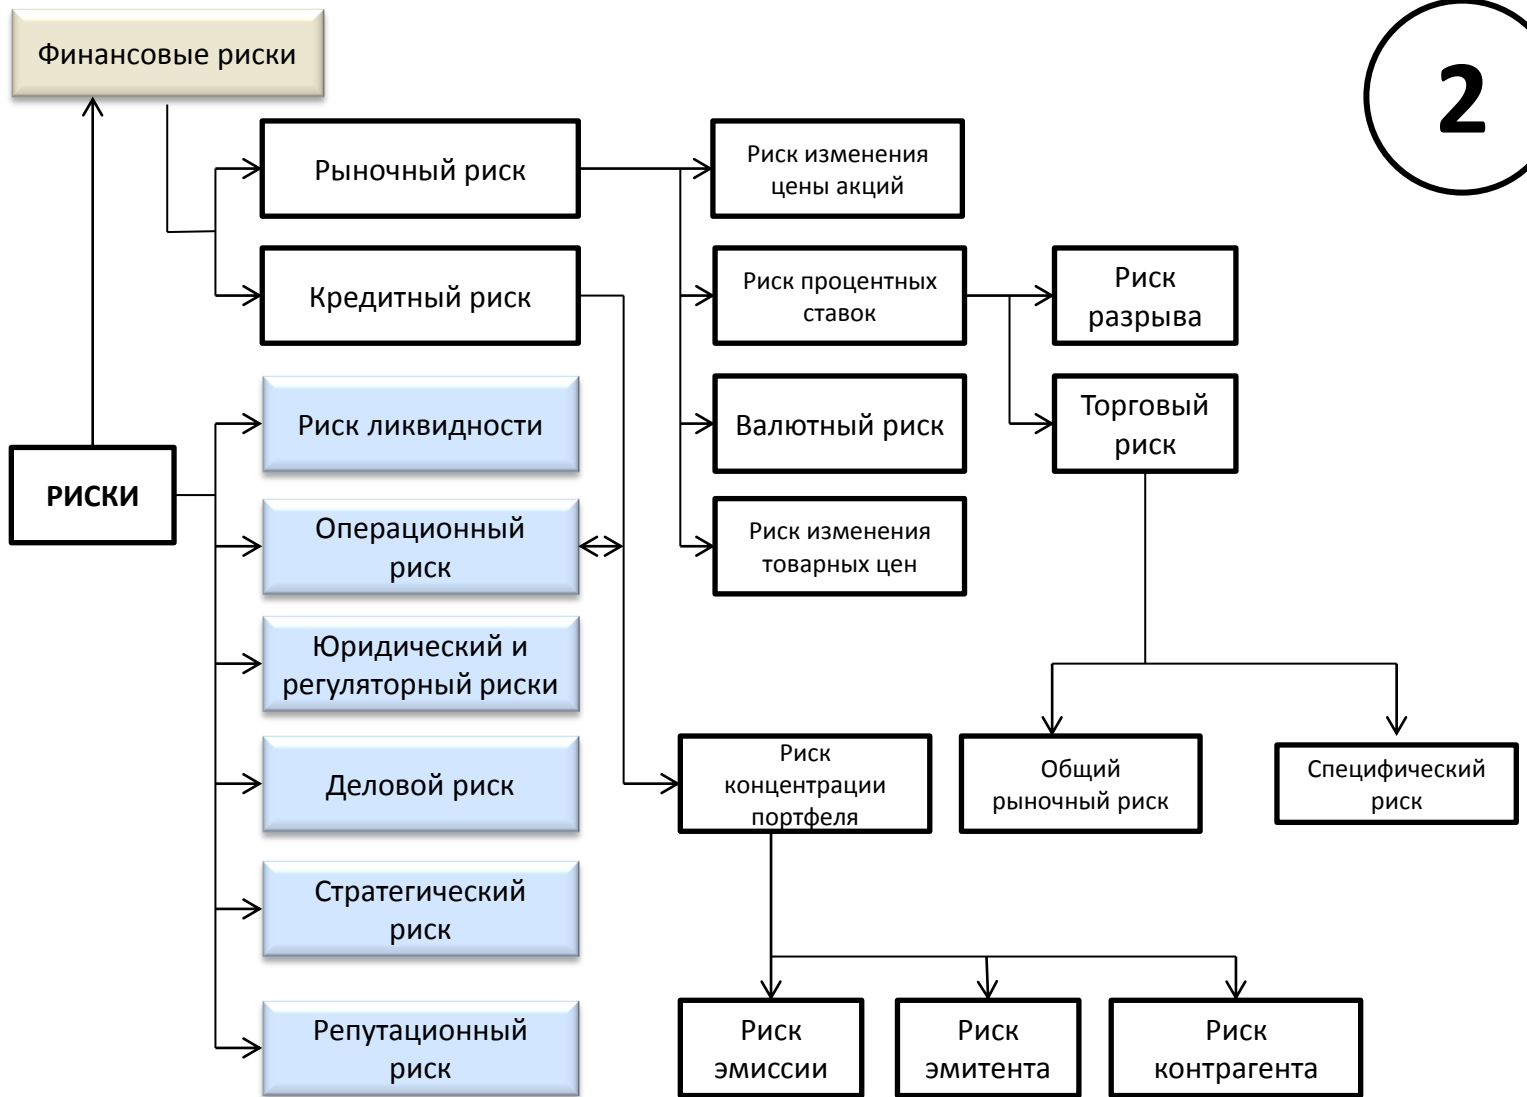 Финансовые риски
2
Рыночный риск
Риск изменения
цены акций
Кредитный риск
Риск процентных
ставок
Риск
разрыва
Риск ликвидности
Валютный риск
Торговый
риск
РИСКИ
Операционный
риск
Риск изменения
товарных цен
Юридический и
регуляторный риски
Деловой риск
Риск
концентрации
портфеля
Общий
рыночный риск
Специфический
риск
Стратегический
риск
Репутационный
риск
Риск
эмиссии
Риск
эмитента
Риск
контрагента